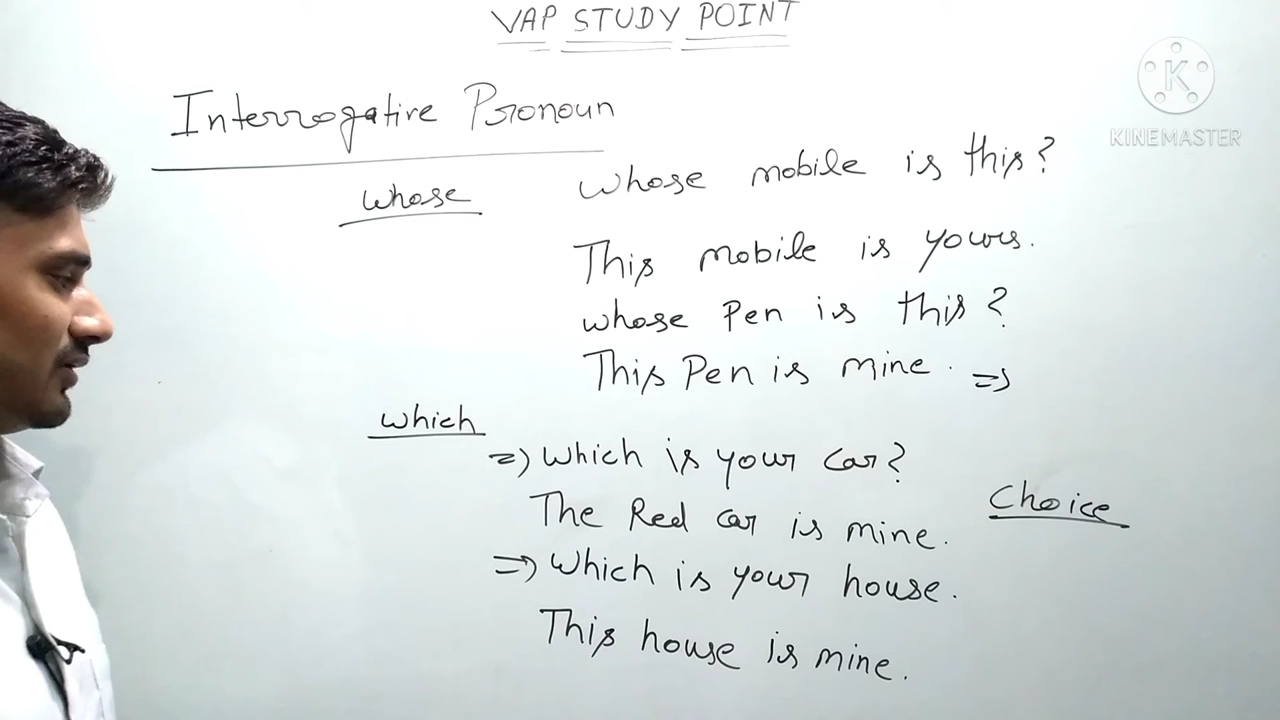 VAP STUDY POINT
K
KINEMASTER
Interrogative Pronoun
whose
whose mobile is this?
This mobile is yours.
whose Pen is this?
This Pen is mine. =>
which
=> which is your car?
The Red car is mine.
Choice
=> which is your house.
This house is mine.